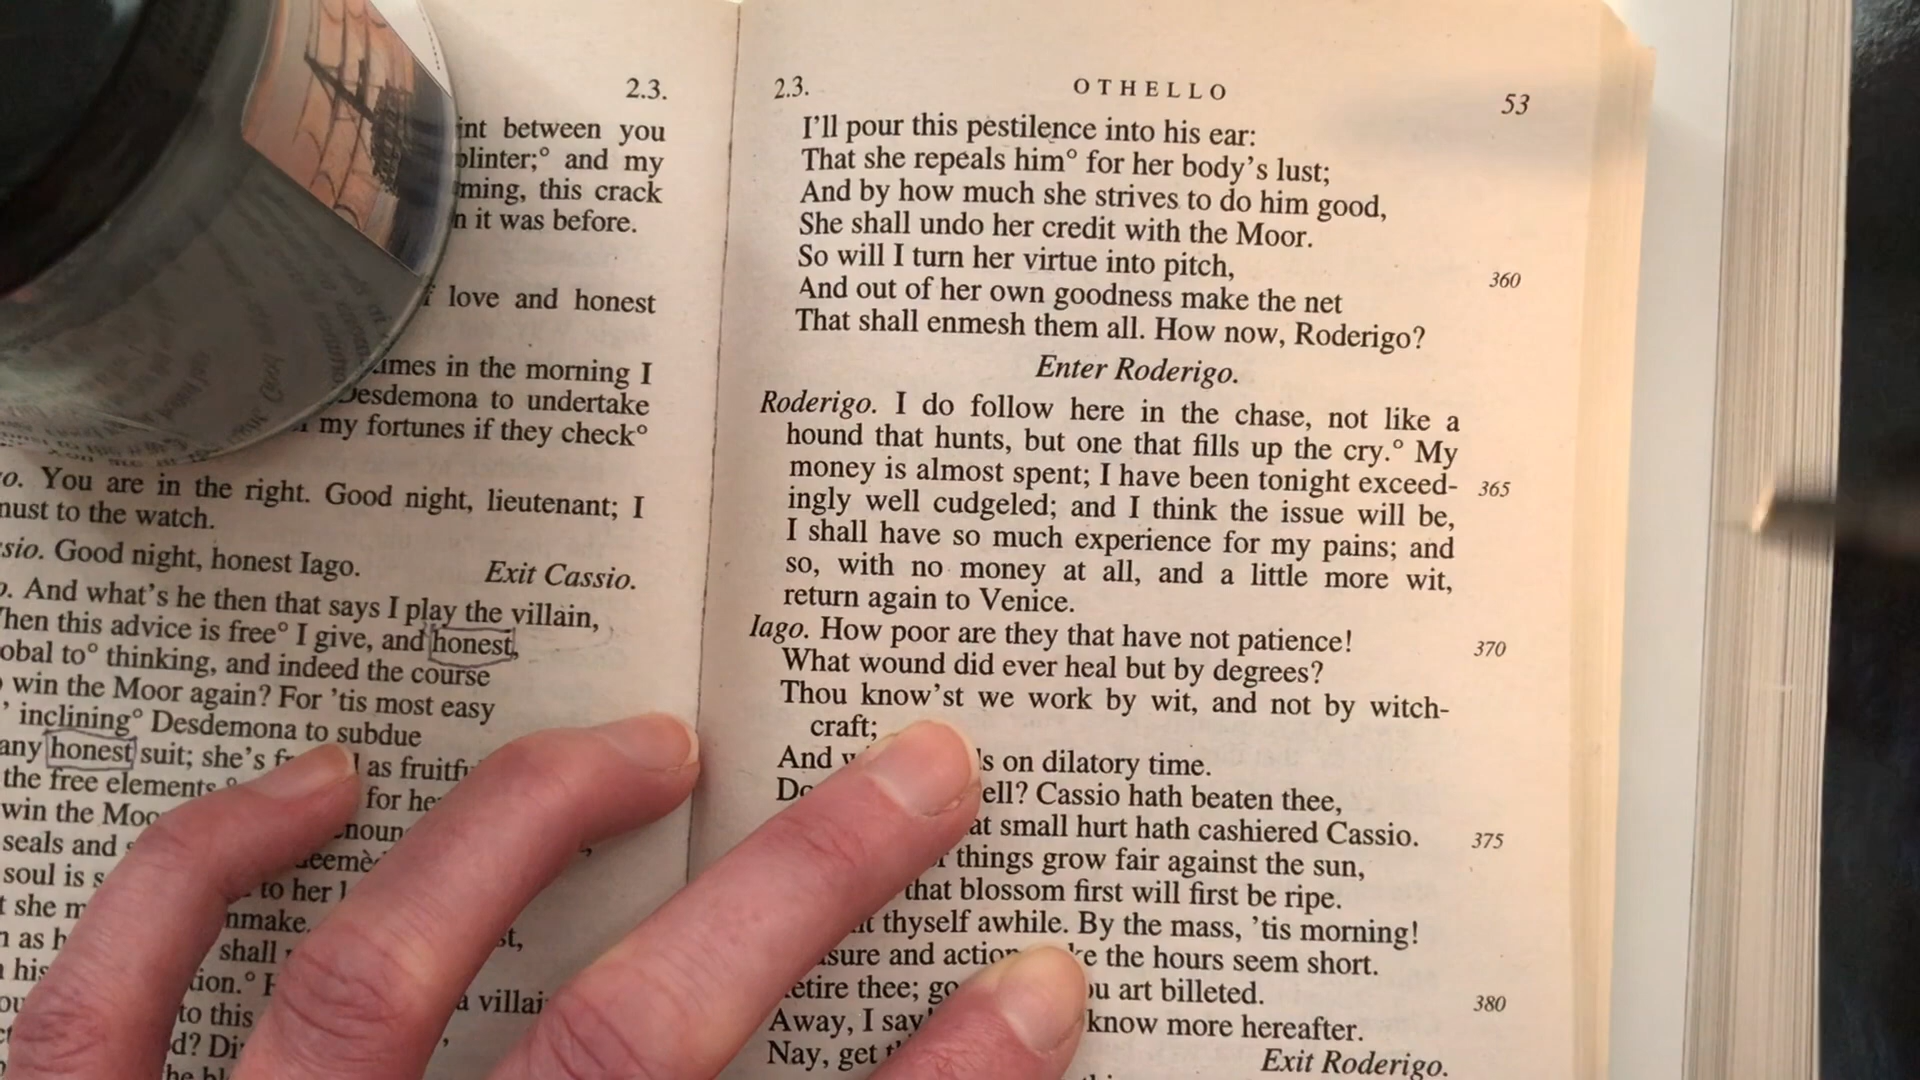 2.3.
int between you
plinter;° and my
ming, this crack
n it was before.
love and honest
imes in the morning I
Desdemona to undertake
my fortunes if they check°
o. You are in the right. Good night, lieutenant; I
must to the watch.
sio. Good night, honest Iago. Exit Cassio.
o. And what's he then that says I play the villain,
hen this advice is free° I give, and honest,
obal to° thinking, and indeed the course
win the Moor again? For 'tis most easy
' inclining° Desdemona to subdue
any honest suit; she's as fruitfu
the free elements.°
win the Moo for he
seals and noun
soul is deemè
t she m to her l
n as h nmake,
his shall st,
tion.° H
to this a villai
d? Di
2.3. OTHELLO 53
I'll pour this pestilence into his ear:
That she repeals him° for her body's lust;
And by how much she strives to do him good,
She shall undo her credit with the Moor.
So will I turn her virtue into pitch, 360
And out of her own goodness make the net
That shall enmesh them all. How now, Roderigo?
Enter Roderigo.
Roderigo. I do follow here in the chase, not like a
hound that hunts, but one that fills up the cry.° My
money is almost spent; I have been tonight exceed- 365
ingly well cudgeled; and I think the issue will be,
I shall have so much experience for my pains; and
so, with no money at all, and a little more wit,
return again to Venice.
Iago. How poor are they that have not patience! 370
What wound did ever heal but by degrees?
Thou know'st we work by wit, and not by witch-
craft;
And w s on dilatory time.
Do ell? Cassio hath beaten thee,
at small hurt hath cashiered Cassio. 375
r things grow fair against the sun,
that blossom first will first be ripe.
nt thyself awhile. By the mass, 'tis morning!
asure and action ke the hours seem short.
etire thee; go ou art billeted. 380
Away, I say! know more hereafter.
Nay, get t
Exit Roderigo.